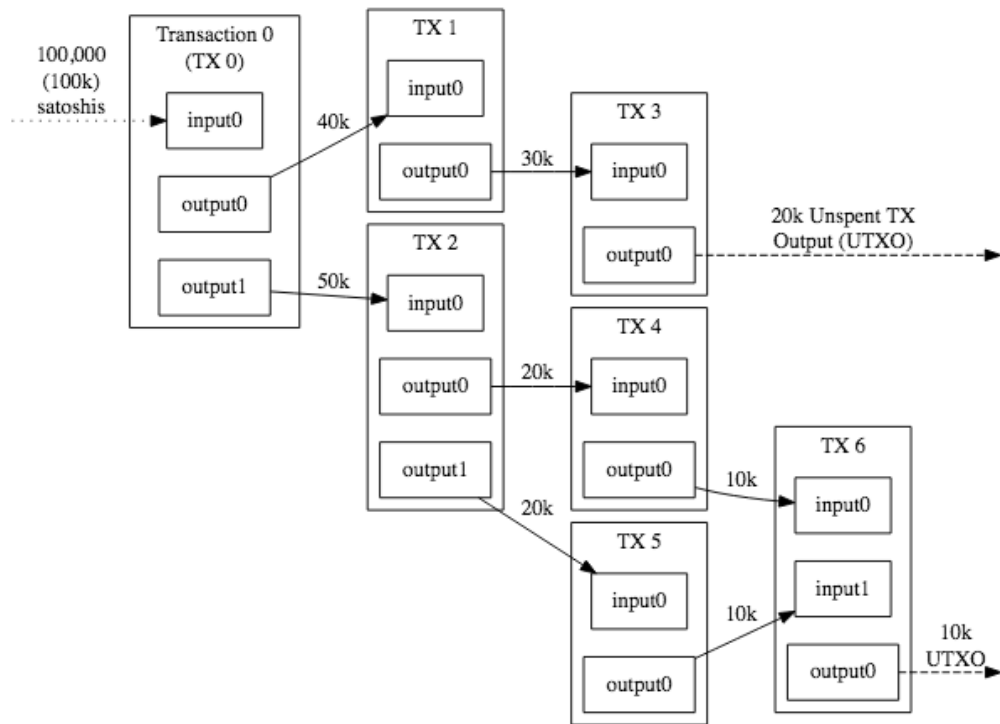 100,000
(100k)
satoshis
Transaction 0
(TX 0)
input0
output0
output1
40k
50k
TX 1
input0
output0
30k
TX 2
input0
output0
output1
20k
20k
TX 3
input0
output0
20k Unspent TX
Output (UTXO)
TX 4
input0
output0
10k
TX 5
input0
output0
10k
TX 6
input0
input1
output0
10k
UTXO